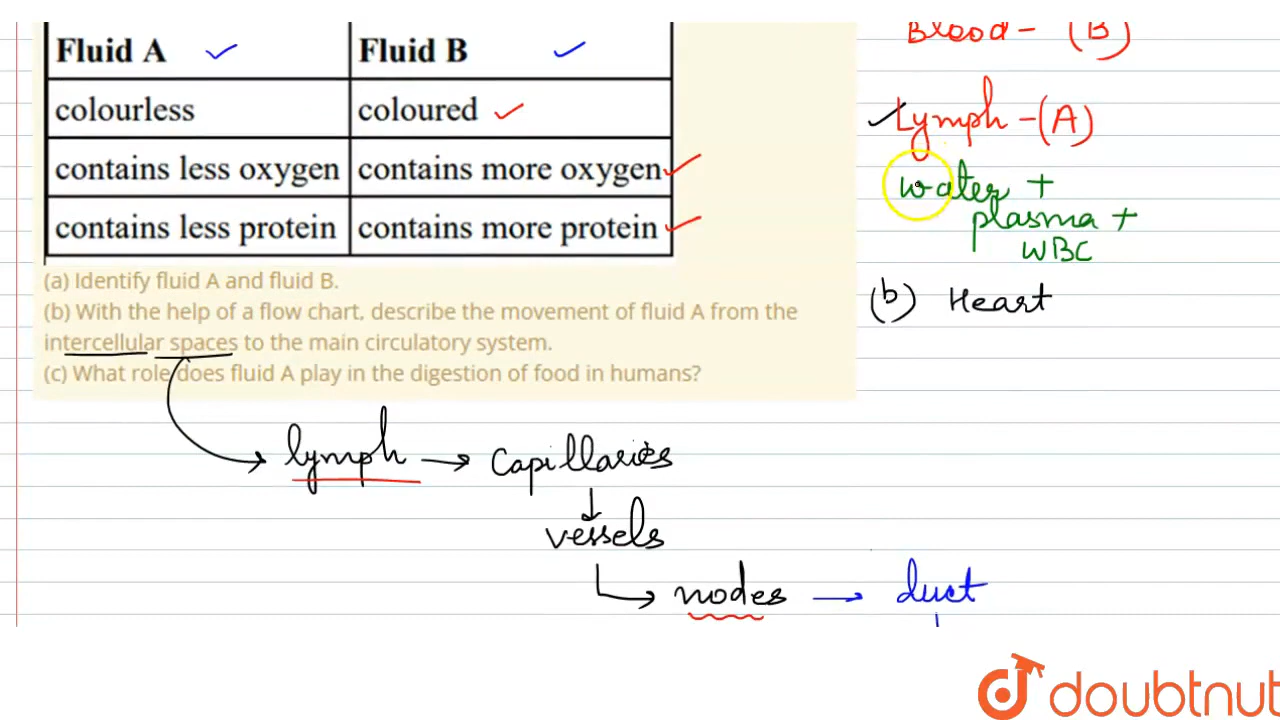 Fluid A Fluid B
colourless coloured
contains less oxygen contains more oxygen
contains less protein contains more protein
(a) Identify fluid A and fluid B.
(b) With the help of a flow chart, describe the movement of fluid A from the
intercellular spaces to the main circulatory system.
(c) What role does fluid A play in the digestion of food in humans?
Blood - (B)
Lymph - (A)
water +
plasma +
WBC
(b) Heart
lymph → Capillaries
↓
vessels
↳ nodes → duct
doubtnut